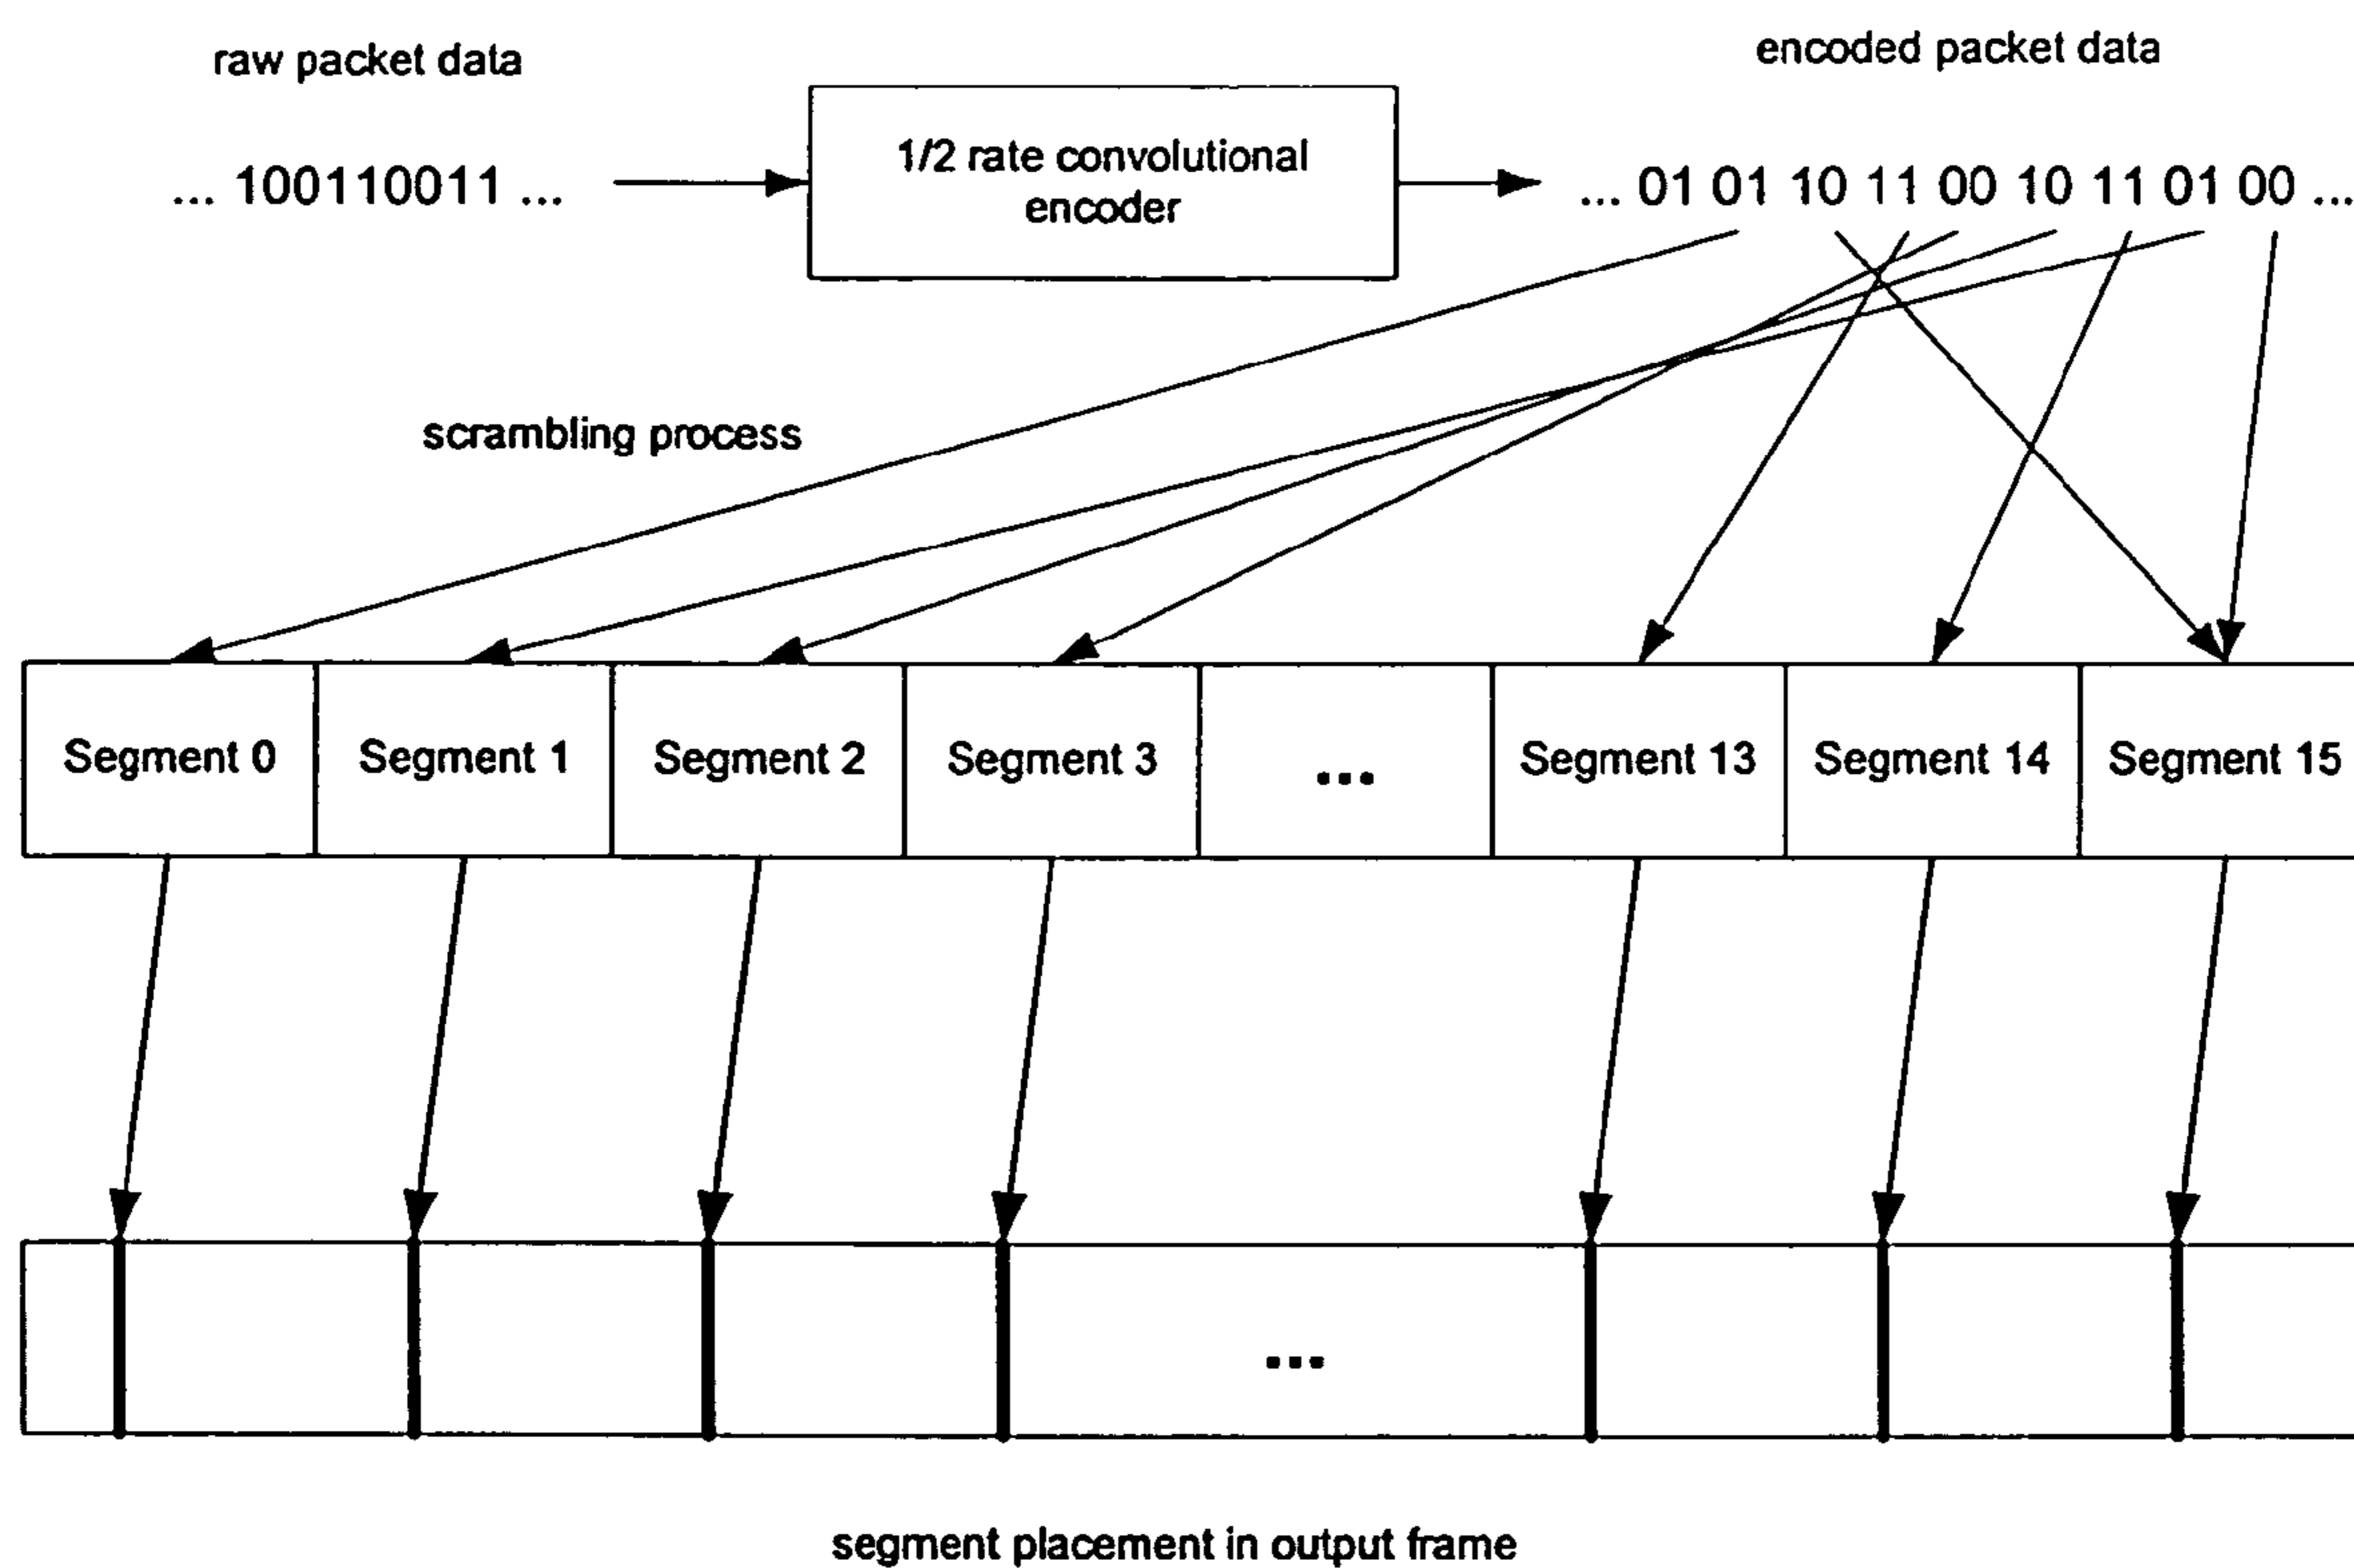 raw packet data
encoded packet data
... 100110011 ...
1/2 rate convolutional
encoder
... 01 01 10 11 00 10 11 01 00 ...
scrambling process
Segment 0
Segment 1
Segment 2
Segment 3
...
Segment 13
Segment 14
Segment 15
...
segment placement in output frame